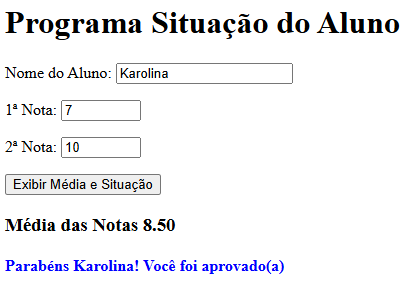 Programa Situação do Aluno
Nome do Aluno: Karolina
1ª Nota: 7
2ª Nota: 10
Exibir Média e Situação
Média das Notas 8.50
Parabéns Karolina! Você foi aprovado(a)